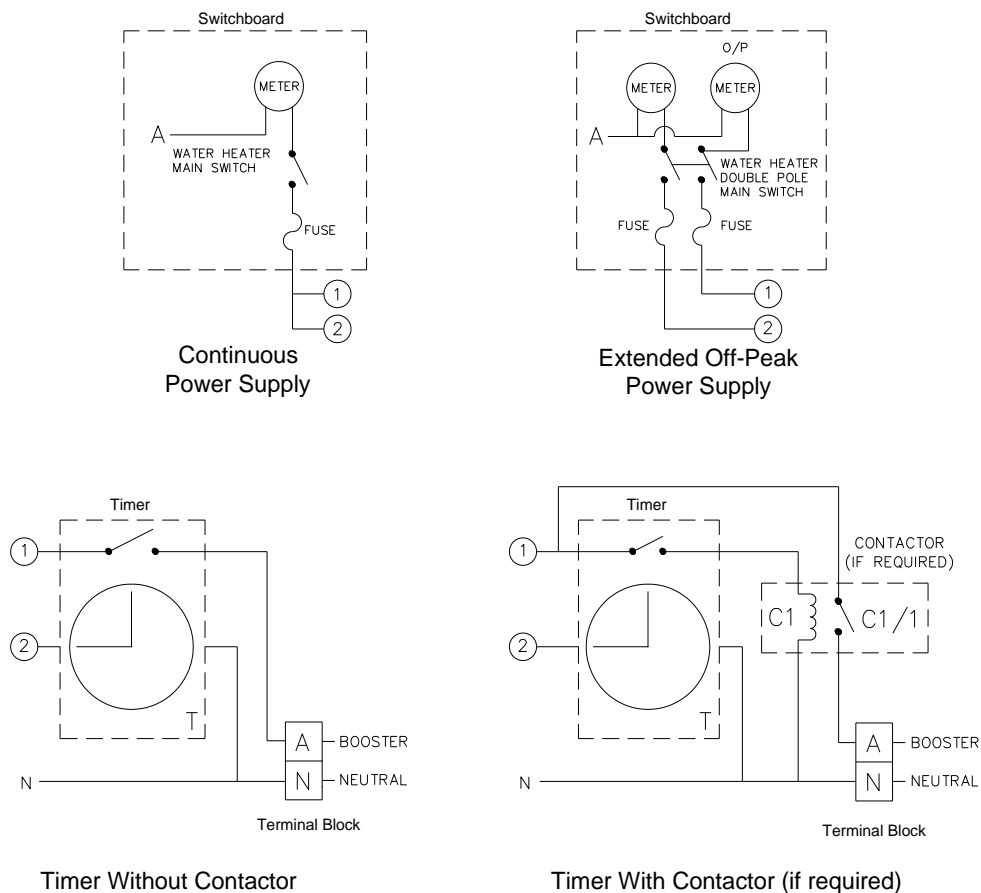 Switchboard
METER
A
WATER HEATER
MAIN SWITCH
FUSE
1
2
Continuous
Power Supply
Switchboard
O/P
METER
METER
A
WATER HEATER
DOUBLE POLE
MAIN SWITCH
FUSE
FUSE
1
2
Extended Off-Peak
Power Supply
Timer
1
2
T
A
BOOSTER
N
N
NEUTRAL
Terminal Block
Timer Without Contactor
Timer
1
CONTACTOR
(IF REQUIRED)
C1
C1/1
2
T
A
BOOSTER
N
N
NEUTRAL
Terminal Block
Timer With Contactor (if required)